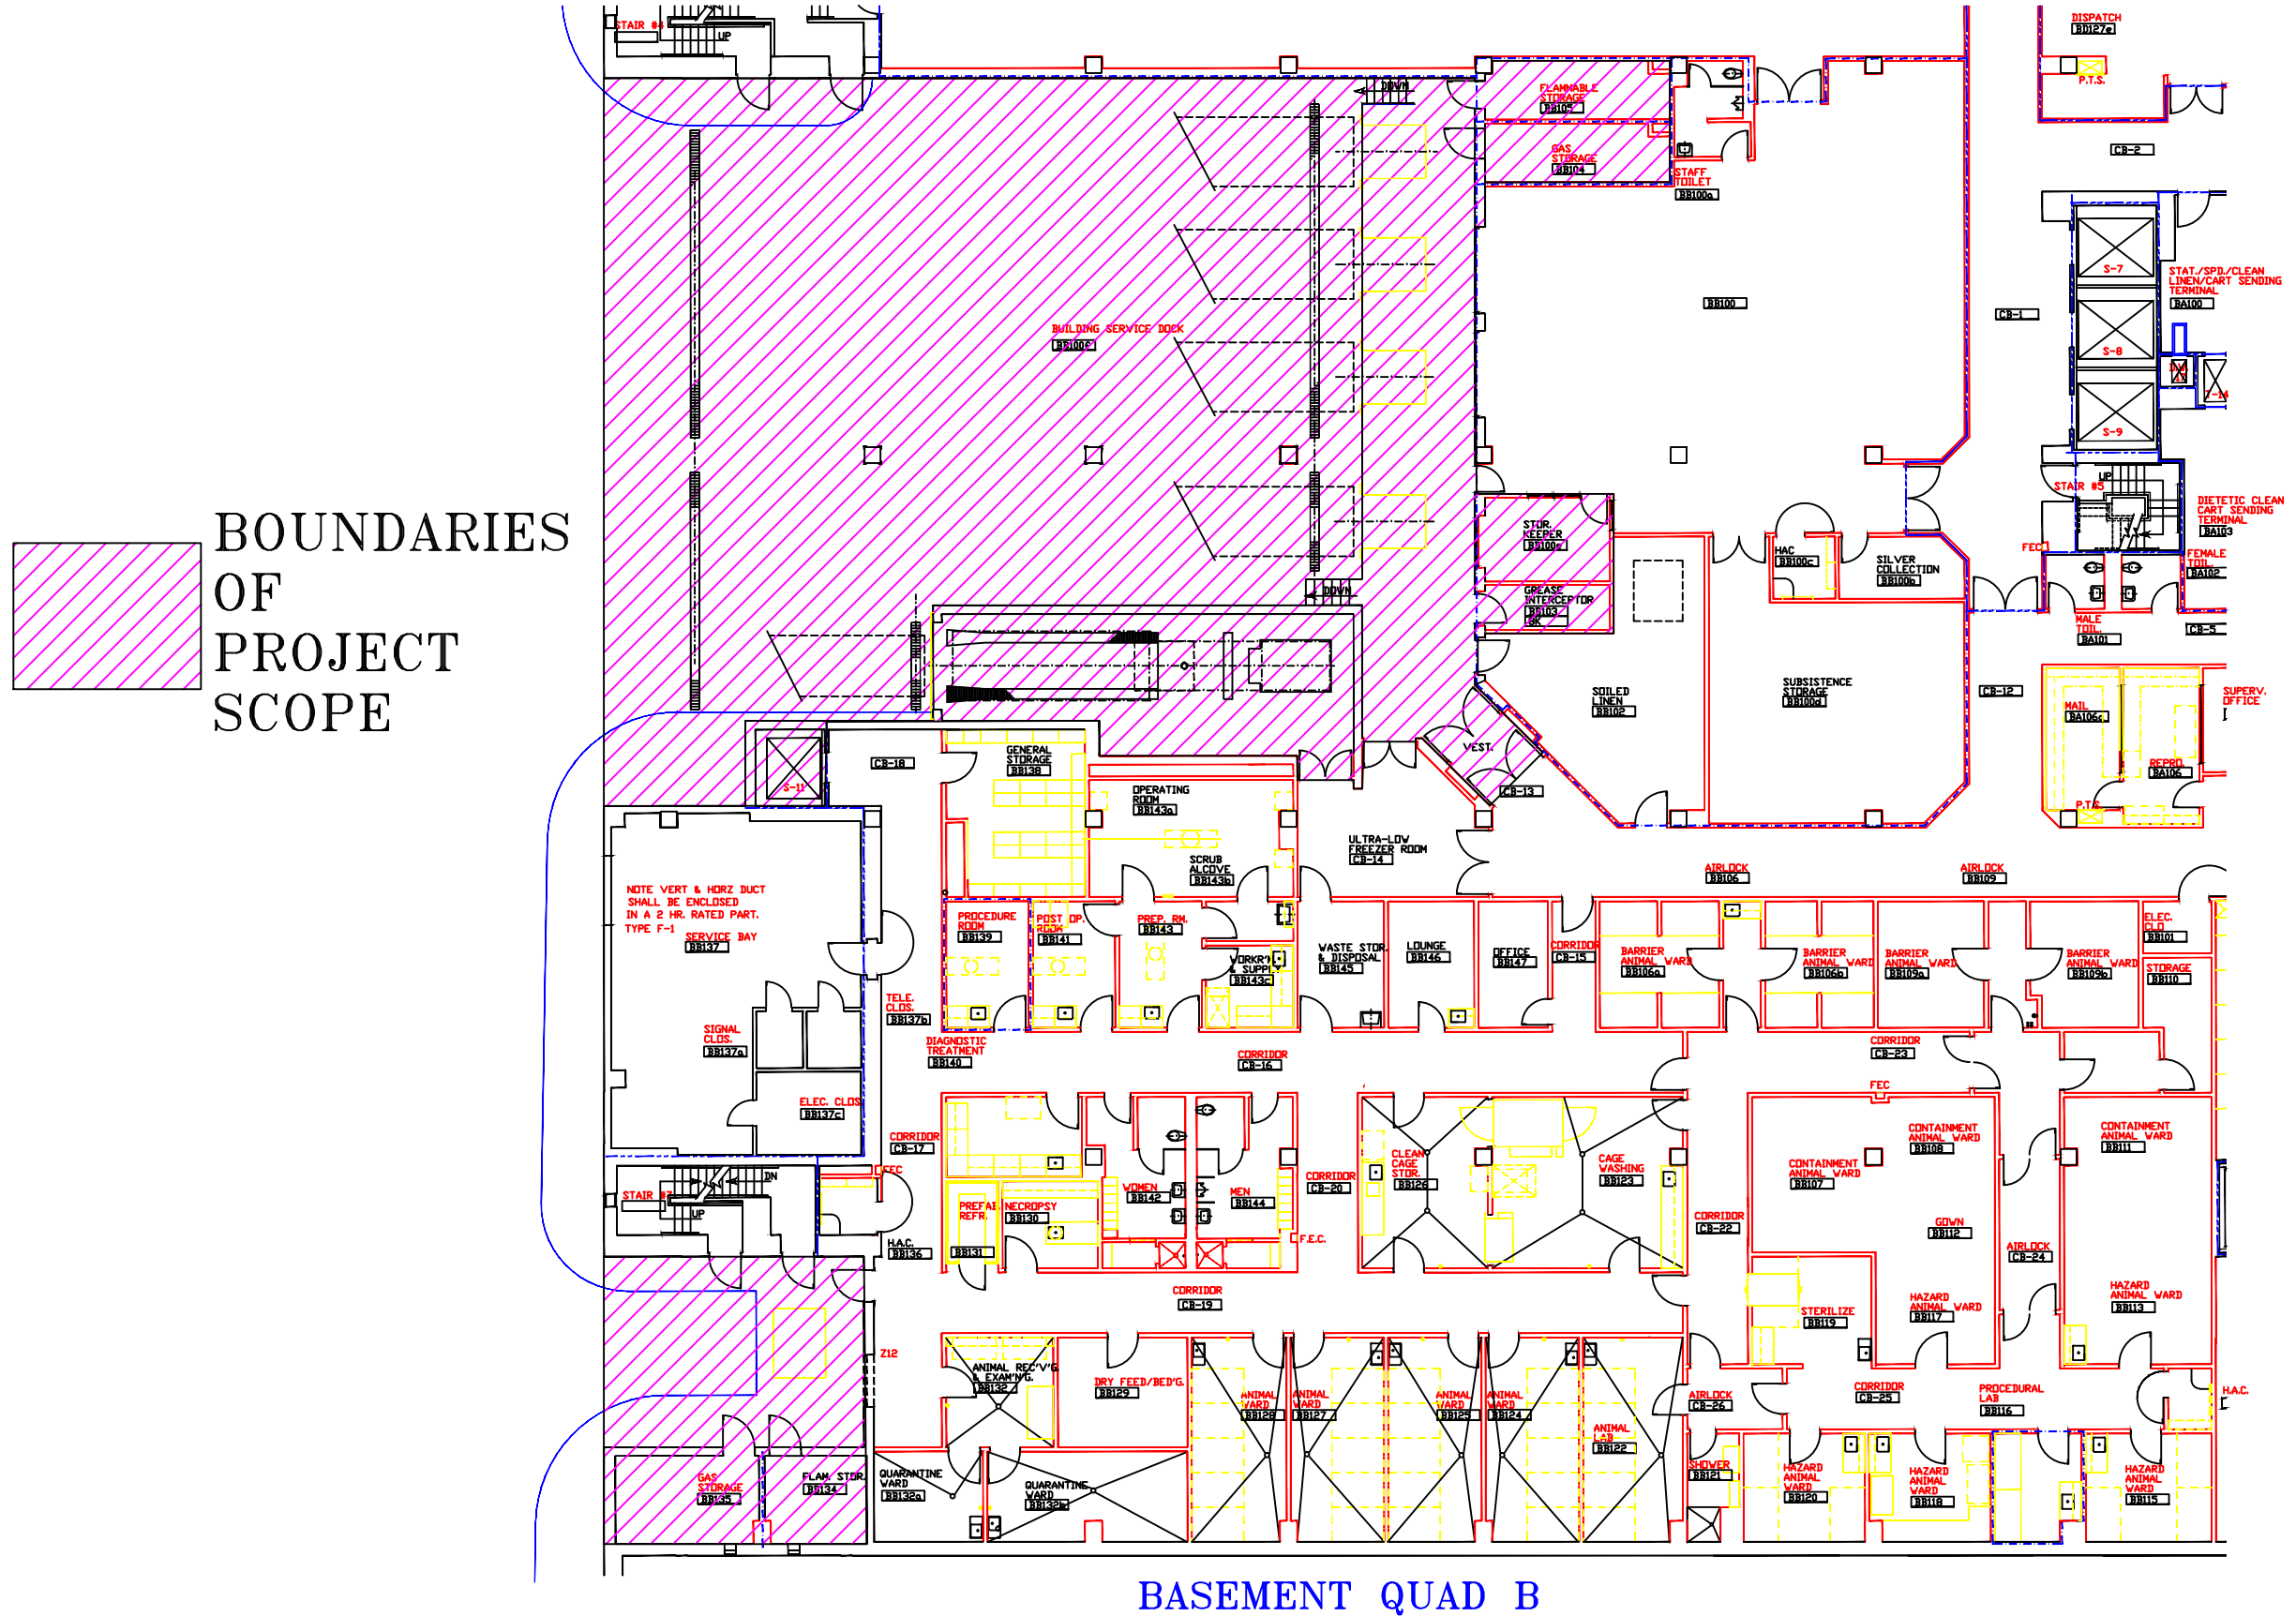 STAIR #4
UP
DISPATCH
BD127e
P.T.S.
DOWN
FLAMMABLE
STORAGE
BB105
GAS
STORAGE
BB104
STAFF
TOILET
BB100a
CB-2
S-7
STAT./SPD./CLEAN
LINEN/CART SENDING
TERMINAL
BA100
BB100
CB-1
BUILDING SERVICE DOCK
S-8
S-9
UP
STAIR #5
DIETETIC CLEAN
CART SENDING
TERMINAL
BA103
BOUNDARIES
OF
PROJECT
SCOPE
STOR.
KEEPER
HAC
BB100c
SILVER
COLLECTION
BB100b
FEC
FEMALE
TOIL.
BA102
DOWN
GREASE
INTERCEPTOR
BB103
MALE
TOIL.
BA101
CB-5
SOILED
LINEN
BB102
SUBSISTENCE
STORAGE
BB100d
CB-12
SUPERV.
OFFICE
MAIL
BA106c
VEST.
REPRO.
BA106
P.T.S.
CB-18
GENERAL
STORAGE
BB138
S-11
OPERATING
ROOM
BB143a
CB-13
ULTRA-LOW
FREEZER ROOM
CB-14
SCRUB
ALCOVE
BB143b
AIRLOCK
BB106
AIRLOCK
BB109
NOTE VERT & HORZ DUCT
SHALL BE ENCLOSED
IN A 2 HR. RATED PART.
TYPE F-1
SERVICE BAY
BB137
PROCEDURE
ROOM
BB139
POST OP.
ROOM
BB141
PREP. RM.
BB143
WORKR'M
& SUPPLY
BB143c
WASTE STOR.
& DISPOSAL
BB145
LOUNGE
BB146
OFFICE
BB147
CORRIDOR
CB-15
BARRIER
ANIMAL WARD
BB106a
BARRIER
ANIMAL WARD
BB106b
BARRIER
ANIMAL WARD
BB109a
BARRIER
ANIMAL WARD
BB109b
ELEC.
CLO
BB101
STORAGE
BB110
TELE.
CLOS.
BB137b
SIGNAL
CLOS.
BB137a
DIAGNOSTIC
TREATMENT
BB140
CORRIDOR
CB-16
CORRIDOR
CB-23
FEC
ELEC. CLOS.
BB137c
CORRIDOR
CB-17
FEC
CONTAINMENT
ANIMAL WARD
BB108
CONTAINMENT
ANIMAL WARD
BB111
CLEAN
CAGE
STOR.
BB126
CAGE
WASHING
BB123
CONTAINMENT
ANIMAL WARD
BB107
DN
STAIR #7
UP
PREFAB.
REFR.
BB131
NECROPSY
BB130
WOMEN
BB142
MEN
BB144
CORRIDOR
CB-20
CORRIDOR
CB-22
GOWN
BB112
H.A.C.
BB136
F.E.C.
AIRLOCK
CB-24
CORRIDOR
CB-19
STERILIZE
BB119
HAZARD
ANIMAL WARD
BB117
HAZARD
ANIMAL WARD
BB113
Z12
ANIMAL REC'V'G.
& EXAM'N'G.
BB132
DRY FEED/BED'G.
BB129
ANIMAL
WARD
BB128
ANIMAL
WARD
BB127
ANIMAL
WARD
BB125
ANIMAL
WARD
BB124
ANIMAL
LAB
BB122
AIRLOCK
CB-26
CORRIDOR
CB-25
PROCEDURAL
LAB
BB116
H.A.C.
GAS
STORAGE
BB135
FLAM. STOR.
BB134
QUARANTINE
WARD
BB132a
QUARANTINE
WARD
BB132b
SHOWER
BB121
HAZARD
ANIMAL
WARD
BB120
HAZARD
ANIMAL
WARD
BB118
HAZARD
ANIMAL
WARD
BB115
BASEMENT QUAD B